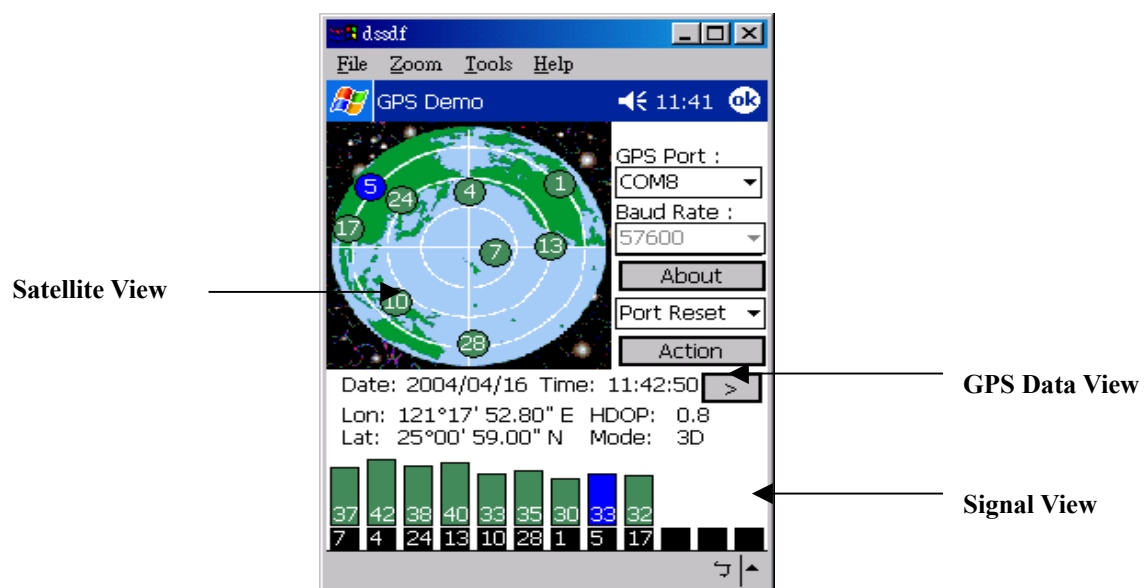 dssdf
File Zoom Tools Help
GPS Demo 11:41 ok
GPS Port :
COM8
Baud Rate :
57600
About
Port Reset
Action
5 24 4 1
17 7 13
10
28
Satellite View
GPS Data View
Date: 2004/04/16 Time: 11:42:50 >
Lon: 121°17'52.80" E HDOP: 0.8
Lat: 25°00'59.00" N Mode: 3D
Signal View
37 42 38 40 33 35 30 33 32
7 4 24 13 10 28 1 5 17